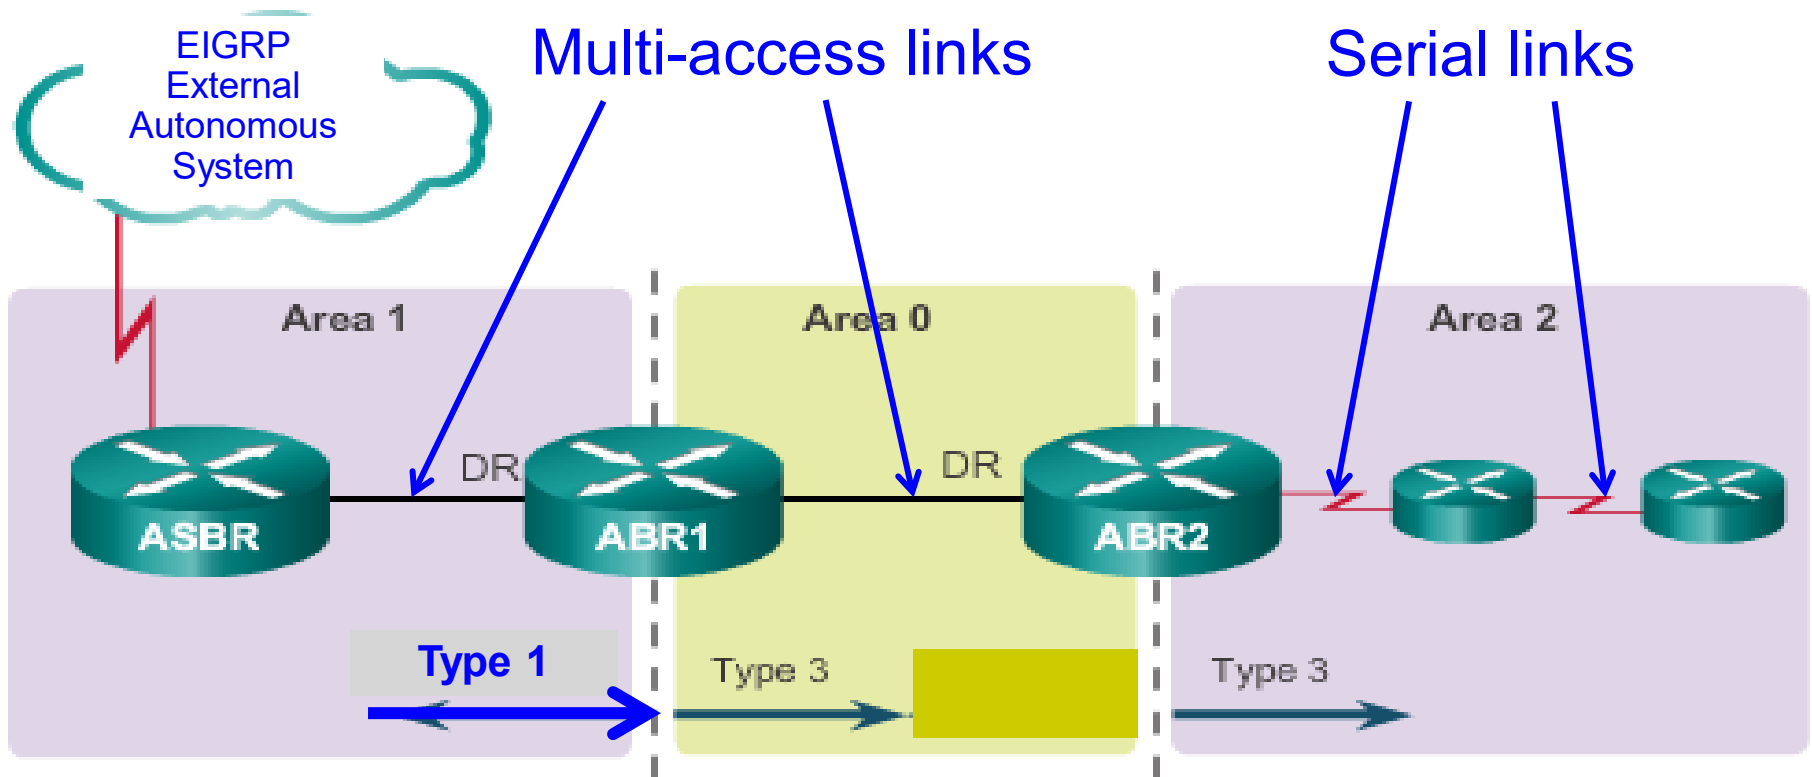 EIGRP
External
Autonomous
System
Multi-access links
Serial links
Area 1
Area 0
Area 2
DR
DR
ASBR
ABR1
ABR2
Type 1
Type 3
Type 3